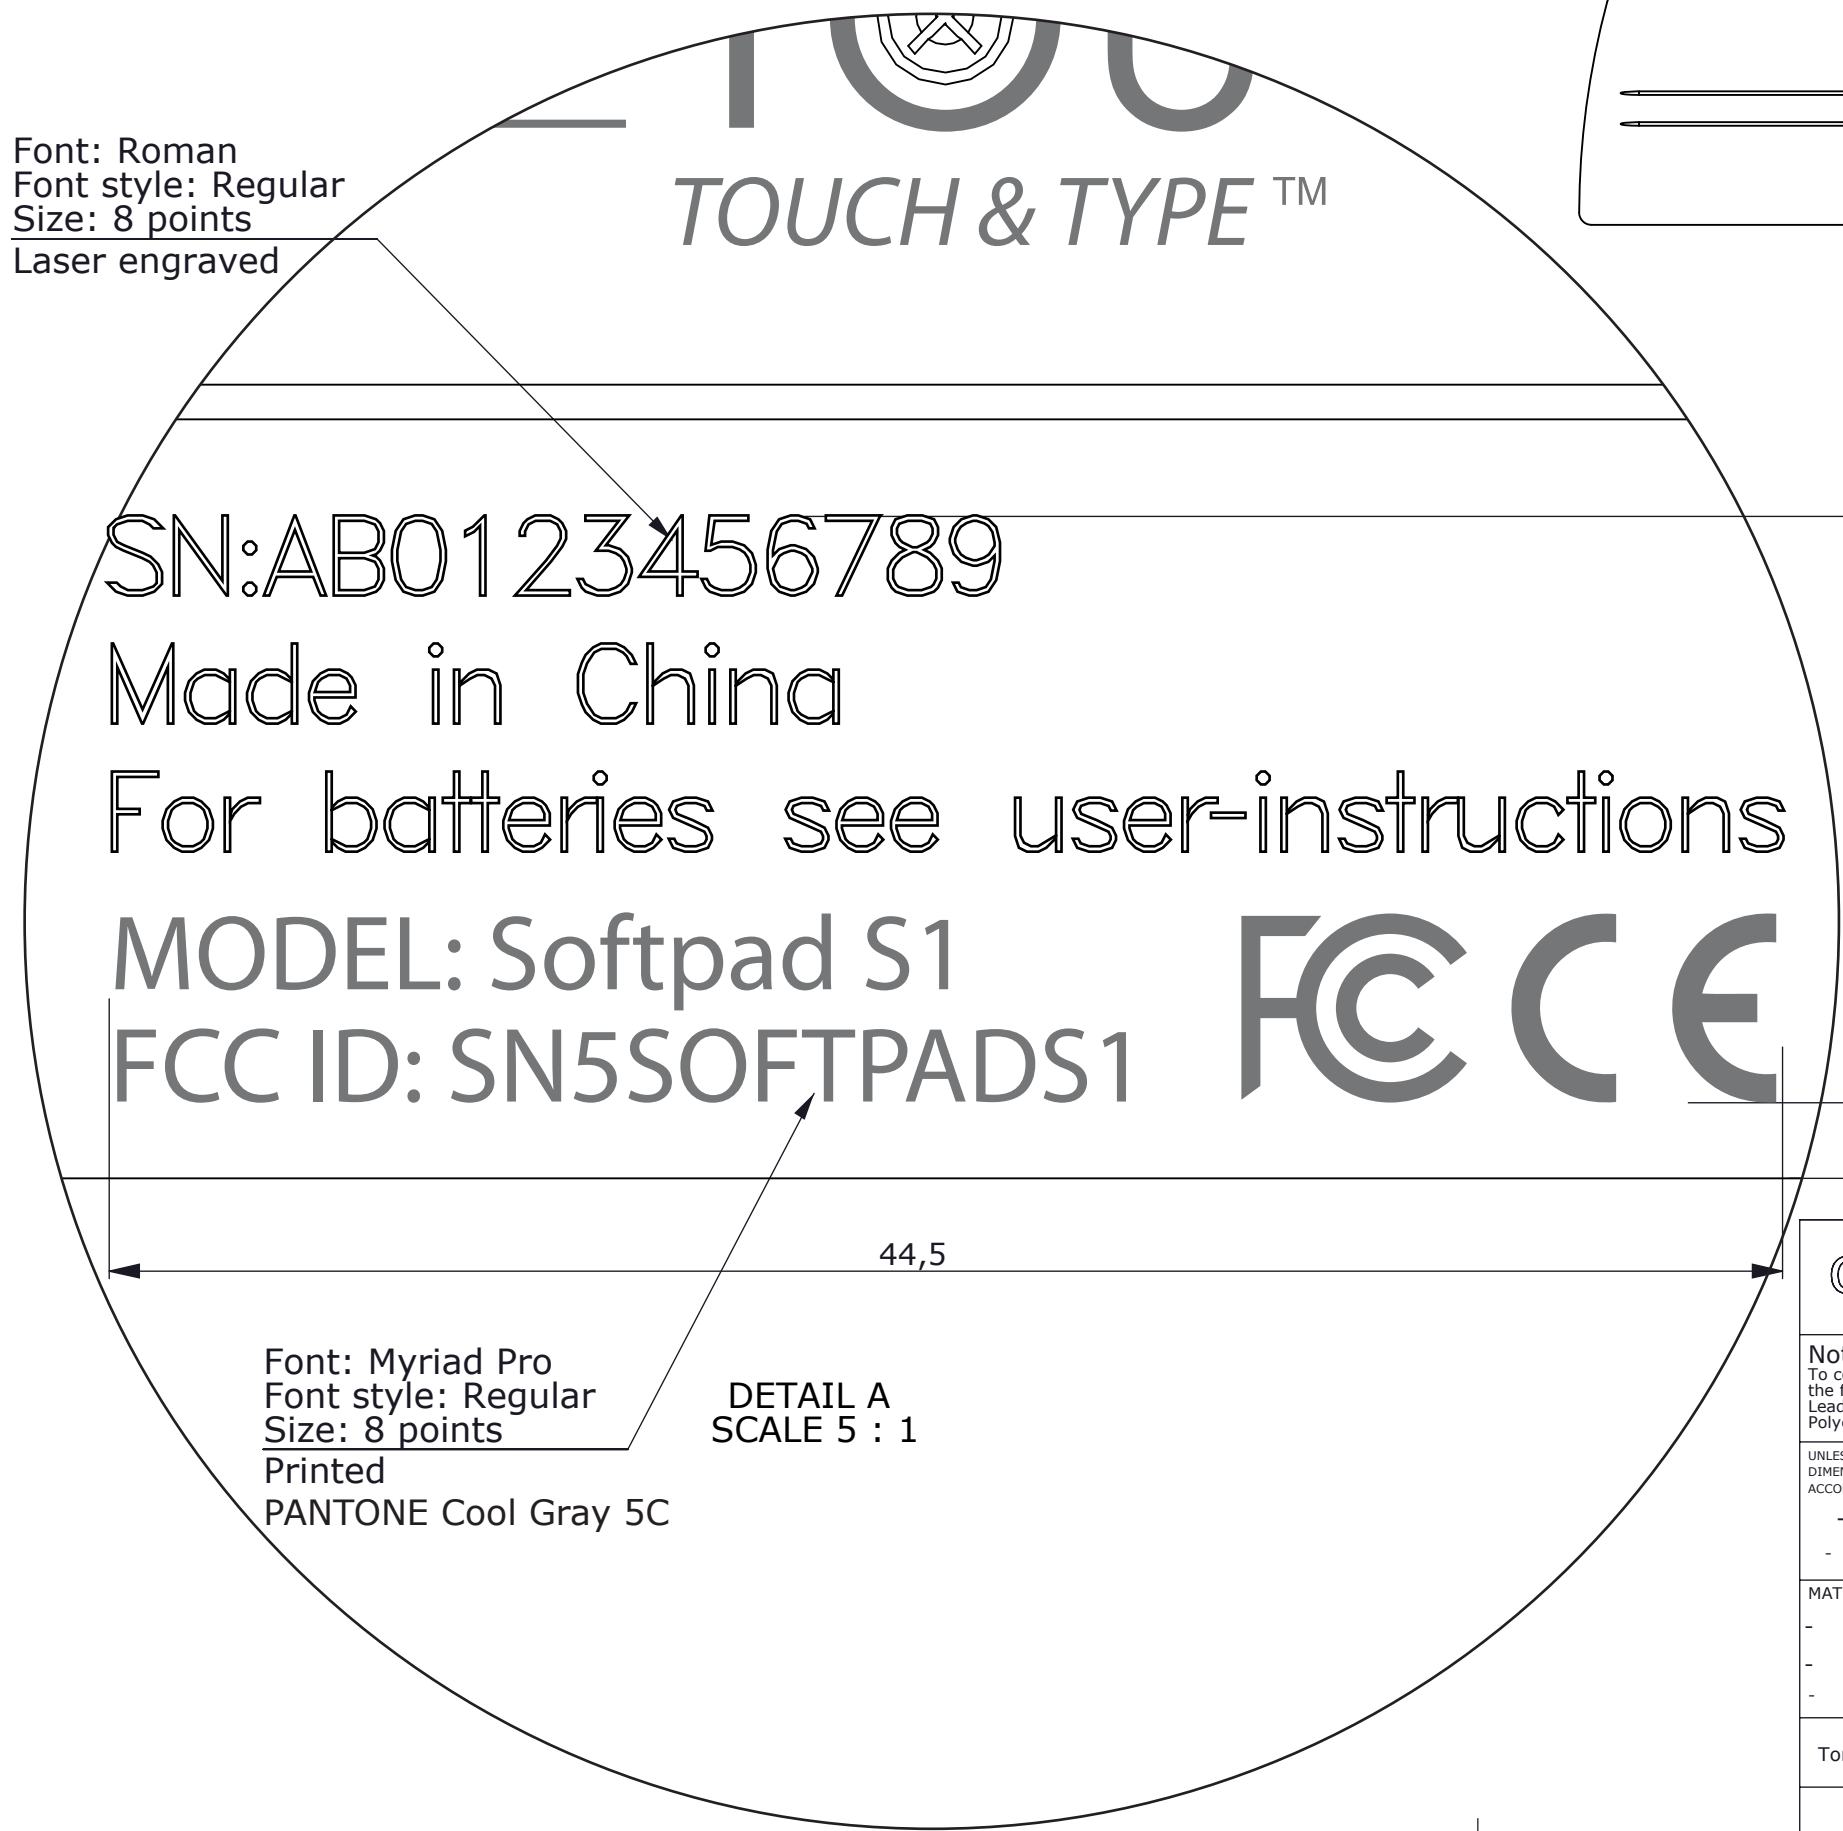 TOUCH & TYPE ™
Font: Roman
Font style: Regular
Size: 8 points
Laser engraved
SN:AB0123456789
Made in China
For batteries see user-instructions
MODEL: Softpad S1
FCC ID: SN5SOFTPADS1
FC CE
44,5
Font: Myriad Pro
Font style: Regular
Size: 8 points
Printed
PANTONE Cool Gray 5C
DETAIL A
SCALE 5 : 1